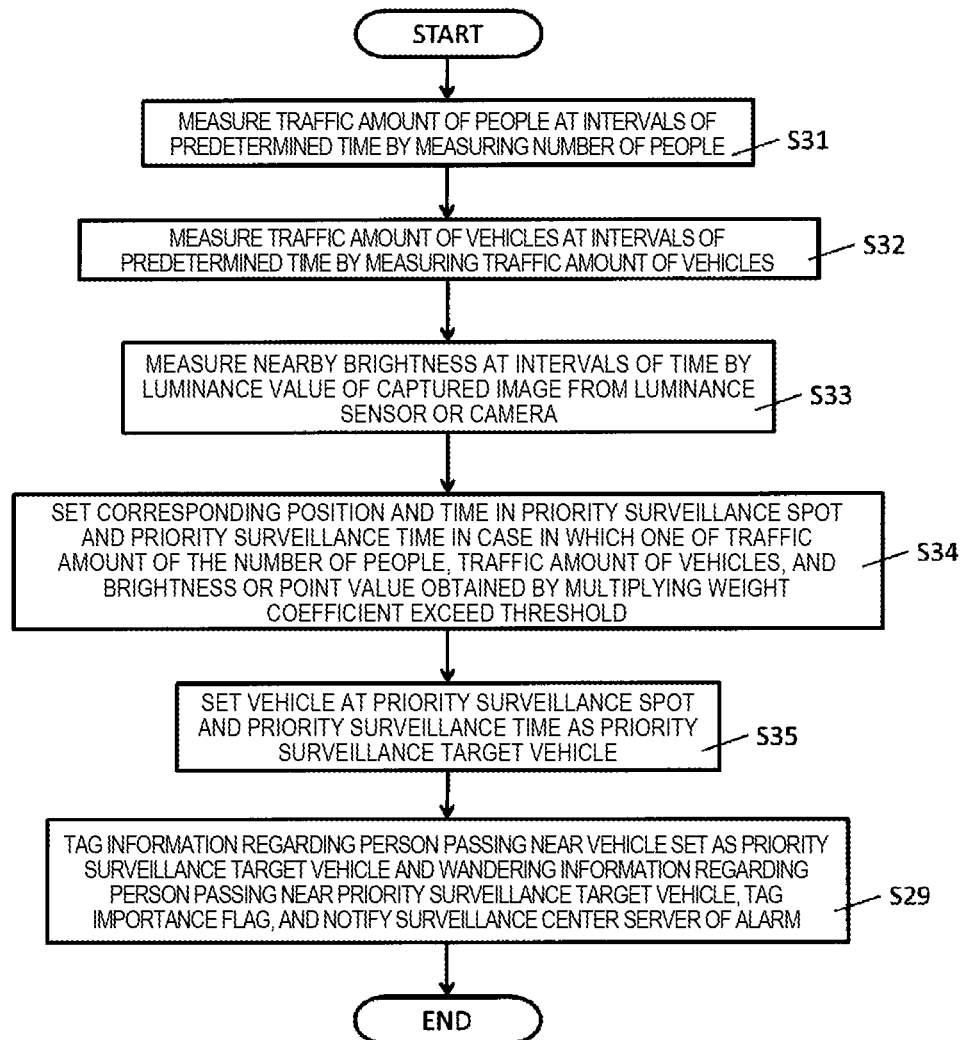 START
MEASURE TRAFFIC AMOUNT OF PEOPLE AT INTERVALS OF
PREDETERMINED TIME BY MEASURING NUMBER OF PEOPLE
S31
MEASURE TRAFFIC AMOUNT OF VEHICLES AT INTERVALS OF
PREDETERMINED TIME BY MEASURING TRAFFIC AMOUNT OF VEHICLES
S32
MEASURE NEARBY BRIGHTNESS AT INTERVALS OF TIME BY
LUMINANCE VALUE OF CAPTURED IMAGE FROM LUMINANCE
SENSOR OR CAMERA
S33
SET CORRESPONDING POSITION AND TIME IN PRIORITY SURVEILLANCE SPOT
AND PRIORITY SURVEILLANCE TIME IN CASE IN WHICH ONE OF TRAFFIC
AMOUNT OF THE NUMBER OF PEOPLE, TRAFFIC AMOUNT OF VEHICLES, AND
BRIGHTNESS OR POINT VALUE OBTAINED BY MULTIPLYING WEIGHT
COEFFICIENT EXCEED THRESHOLD
S34
SET VEHICLE AT PRIORITY SURVEILLANCE SPOT
AND PRIORITY SURVEILLANCE TIME AS PRIORITY
SURVEILLANCE TARGET VEHICLE
S35
TAG INFORMATION REGARDING PERSON PASSING NEAR VEHICLE SET AS PRIORITY
SURVEILLANCE TARGET VEHICLE AND WANDERING INFORMATION REGARDING
PERSON PASSING NEAR PRIORITY SURVEILLANCE TARGET VEHICLE, TAG
IMPORTANCE FLAG, AND NOTIFY SURVEILLANCE CENTER SERVER OF ALARM
S29
END